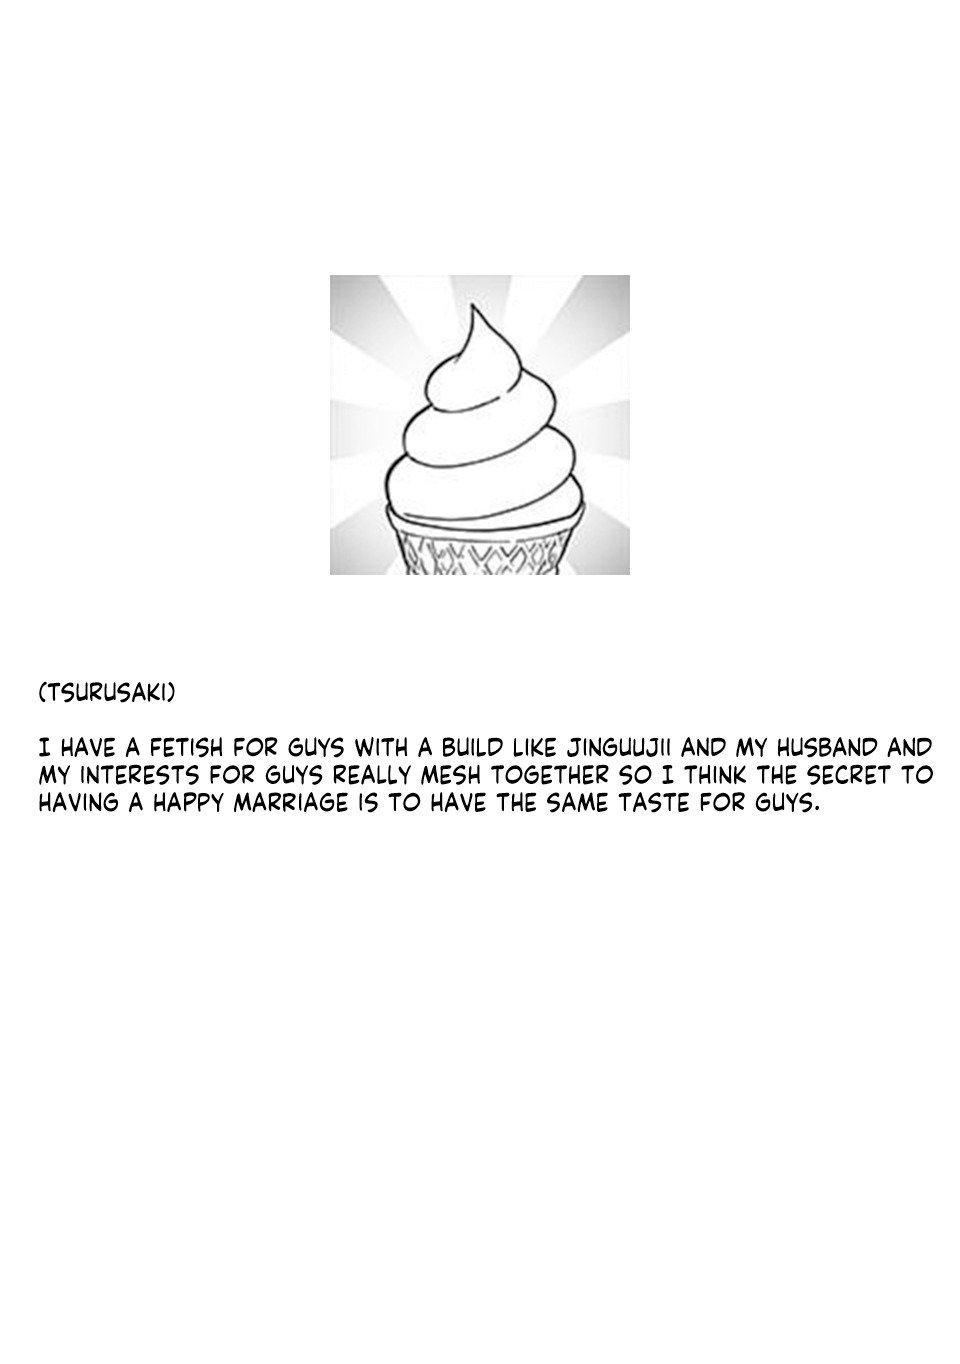 (TSURUSAKI)
I HAVE A FETISH FOR GUYS WITH A BUILD LIKE JINGUUJII AND MY HUSBAND AND
MY INTERESTS FOR GUYS REALLY MESH TOGETHER SO I THINK THE SECRET TO
HAVING A HAPPY MARRIAGE IS TO HAVE THE SAME TASTE FOR GUYS.